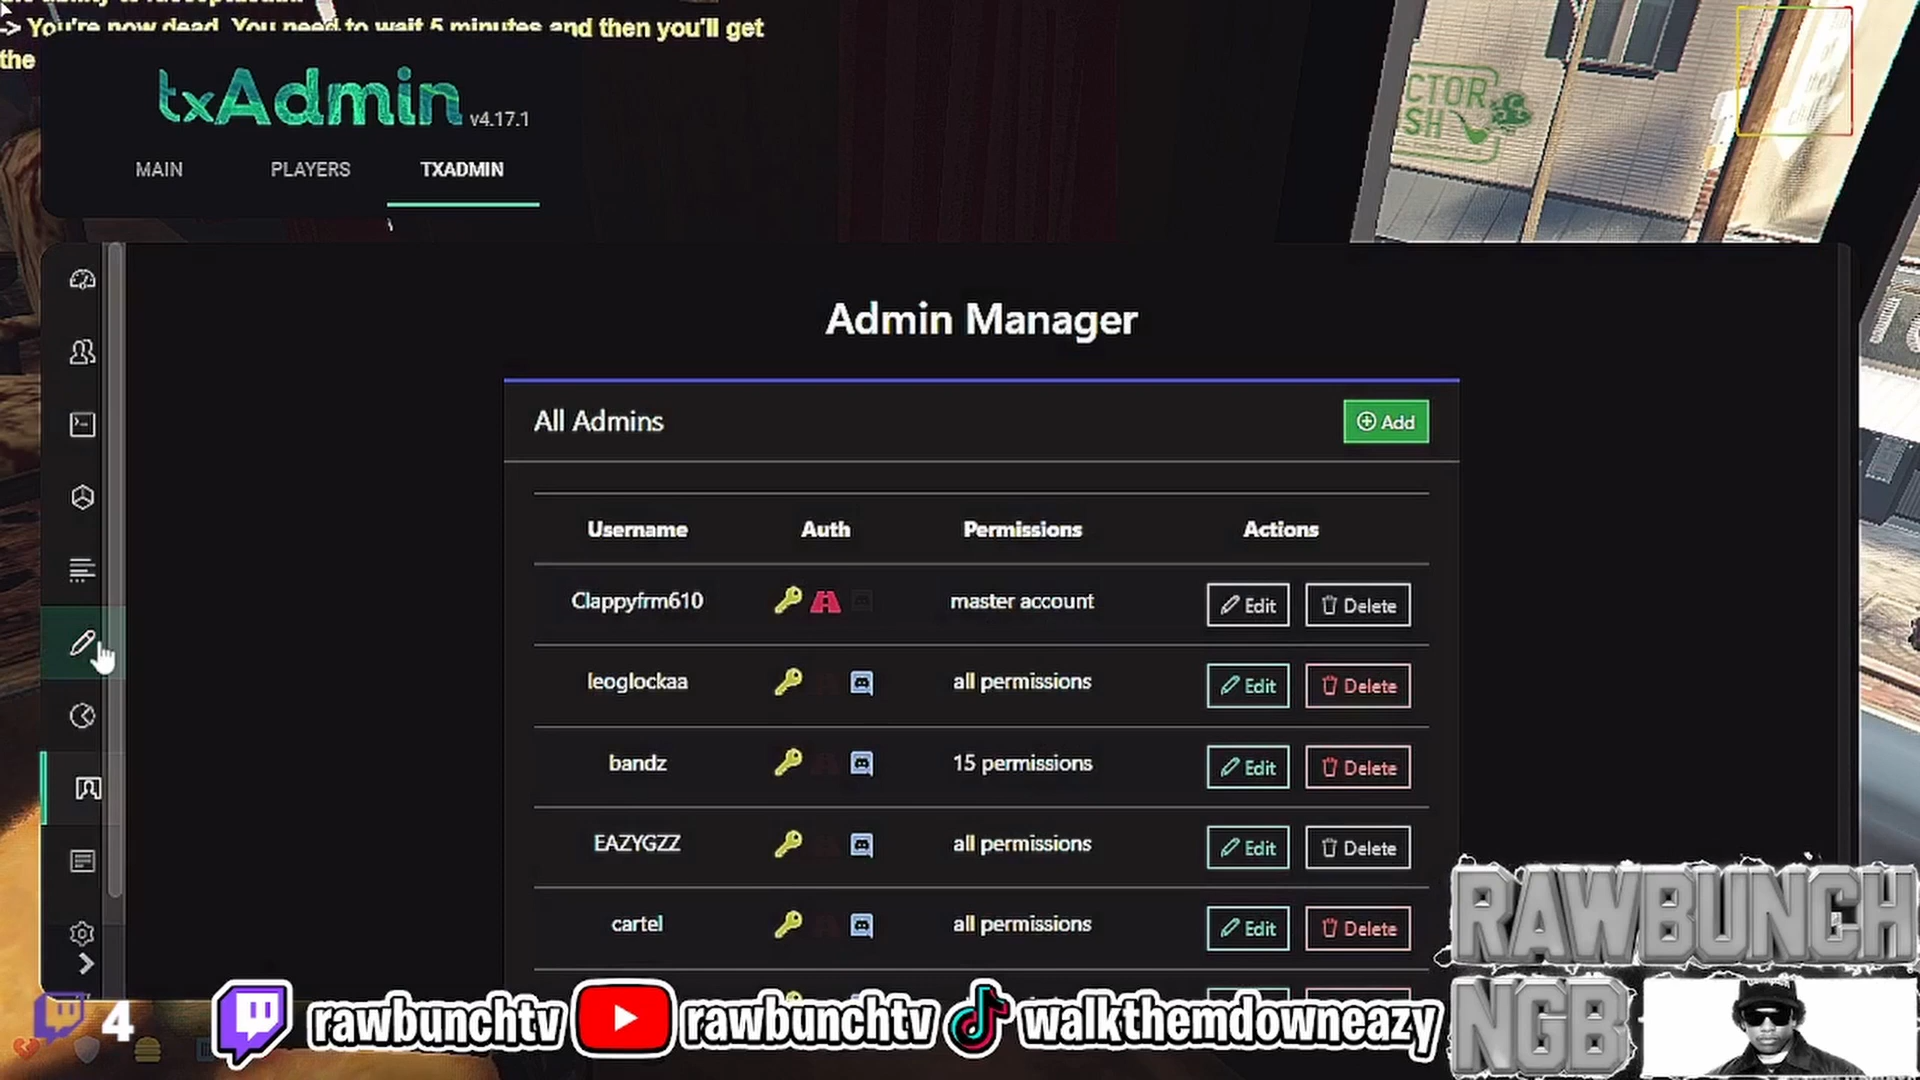 -> You're now dead. You need to wait 5 minutes and then you'll get
the
txAdmin v4.17.1
MAIN PLAYERS TXADMIN
CTOR
SH
Admin Manager
All Admins Add
Username Auth Permissions Actions
Clappyfrm610 master account Edit Delete
leoglockaa all permissions Edit Delete
bandz 15 permissions Edit Delete
EAZYGZZ all permissions Edit Delete
cartel all permissions Edit Delete
RAWBUNCH
NGB
4 rawbunchtv rawbunchtv walkthemdowneazy